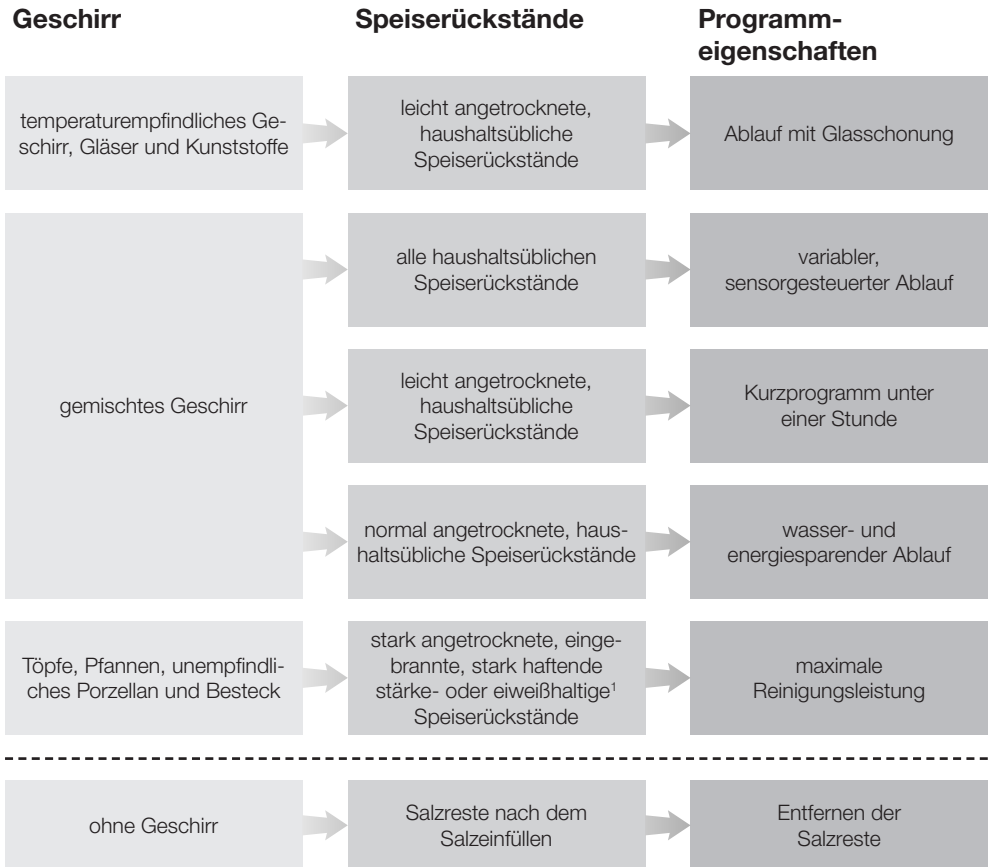 Geschirr
Speiserückstände
Programm-
eigenschaften
temperaturempfindliches Ge-
schirr, Gläser und Kunststoffe
leicht angetrocknete,
haushaltsübliche
Speiserückstände
Ablauf mit Glasschonung
gemischtes Geschirr
alle haushaltsüblichen
Speiserückstände
variabler,
sensorgesteuerter Ablauf
leicht angetrocknete,
haushaltsübliche
Speiserückstände
Kurzprogramm unter
einer Stunde
normal angetrocknete, haus-
haltsübliche Speiserückstände
wasser- und
energiesparender Ablauf
Töpfe, Pfannen, unempfindli-
ches Porzellan und Besteck
stark angetrocknete, einge-
brannte, stark haftende
stärke- oder eiweißhaltige¹
Speiserückstände
maximale
Reinigungsleistung
ohne Geschirr
Salzreste nach dem
Salzeinfüllen
Entfernen der
Salzreste